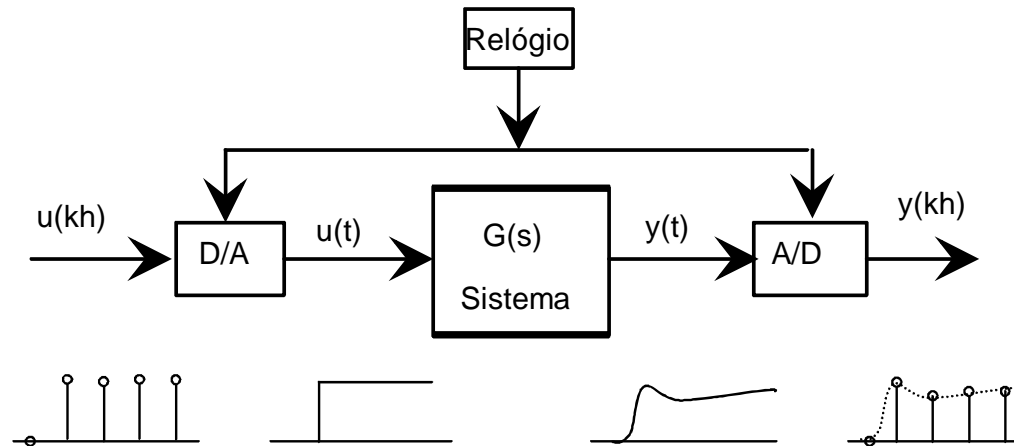 Relógio
u(kh)
D/A
u(t)
G(s)
Sistema
y(t)
A/D
y(kh)